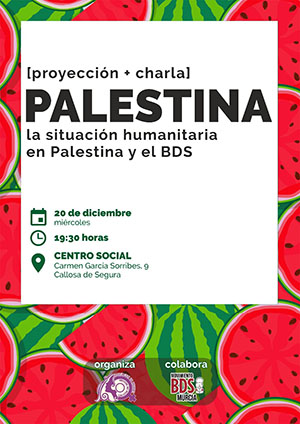 [proyección + charla]
PALESTINA
la situación humanitaria
en Palestina y el BDS
20 de diciembre
miércoles
19:30 horas
CENTRO SOCIAL
Carmen García Sorribes, 9
Callosa de Segura
organiza
colabora
MOVIMIENTO
BDS
MURCIA